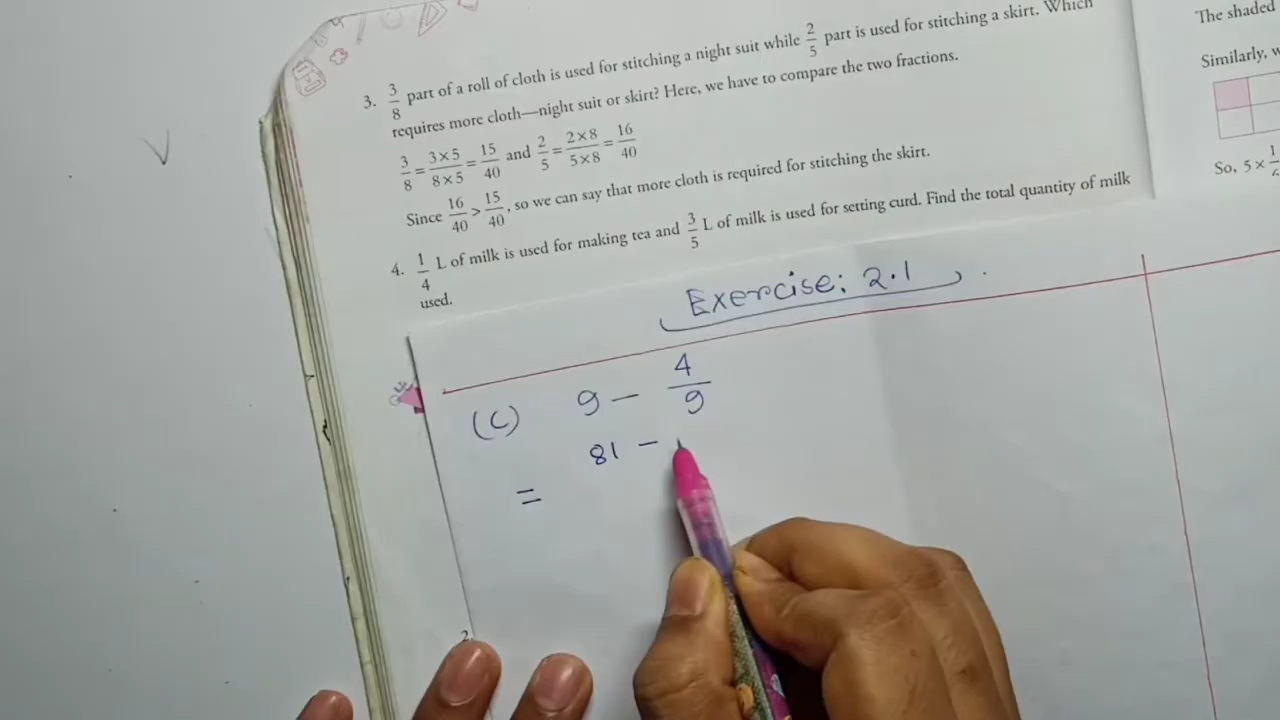 3. 3/8 part of a roll of cloth is used for stitching a night suit while 2/5 part is used for stitching a skirt. Which
requires more cloth—night suit or skirt? Here, we have to compare the two fractions.
3/8 = 3×5/8×5 = 15/40 and 2/5 = 2×8/5×8 = 16/40
Since 16/40 > 15/40, so we can say that more cloth is required for stitching the skirt.
4. 1/4 L of milk is used for making tea and 3/5 L of milk is used for setting curd. Find the total quantity of milk
used.
The shaded
Similarly,
So, 5 ×
Exercise: 2.1
(C) 9 - 4/9
= 81 -
2